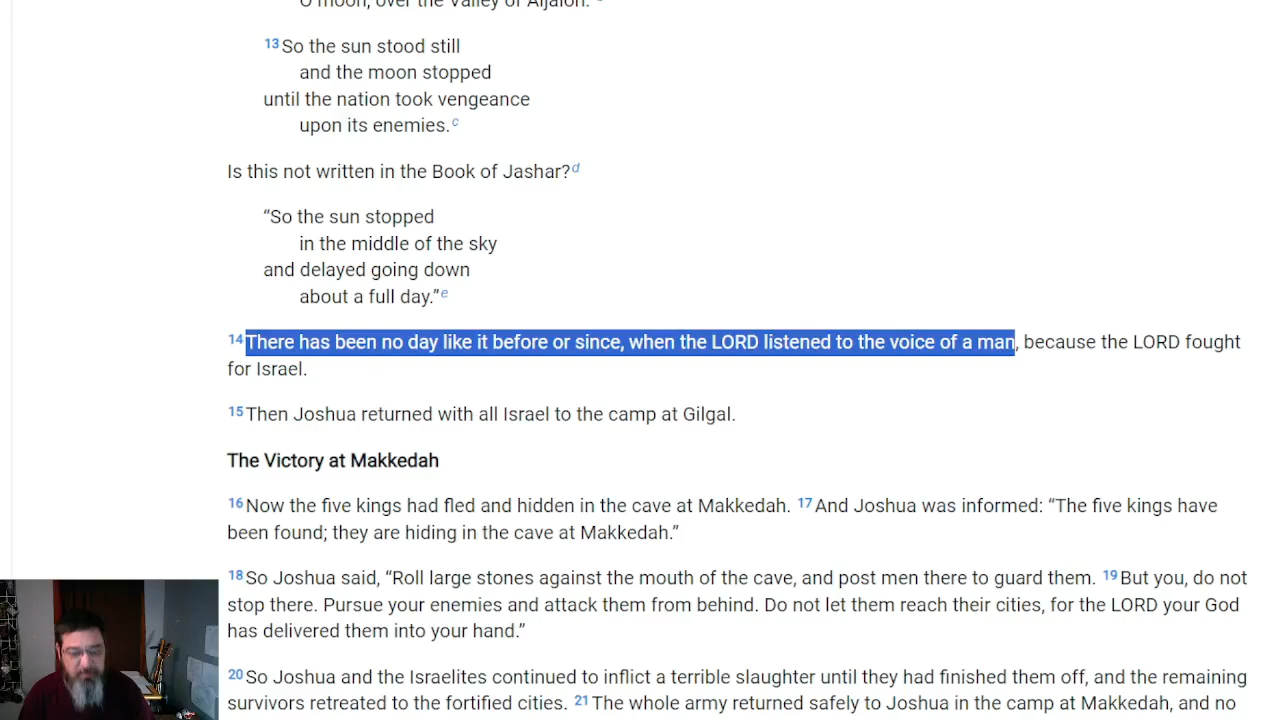 O moon, over the Valley of Aijalon.”
13 So the sun stood still
and the moon stopped
until the nation took vengeance
upon its enemies. c
Is this not written in the Book of Jashar? d
“So the sun stopped
in the middle of the sky
and delayed going down
about a full day.” e
14 There has been no day like it before or since, when the LORD listened to the voice of a man, because the LORD fought
for Israel.
15 Then Joshua returned with all Israel to the camp at Gilgal.
The Victory at Makkedah
16 Now the five kings had fled and hidden in the cave at Makkedah. 17 And Joshua was informed: “The five kings have
been found; they are hiding in the cave at Makkedah.”
18 So Joshua said, “Roll large stones against the mouth of the cave, and post men there to guard them. 19 But you, do not
stop there. Pursue your enemies and attack them from behind. Do not let them reach their cities, for the LORD your God
has delivered them into your hand.”
20 So Joshua and the Israelites continued to inflict a terrible slaughter until they had finished them off, and the remaining
survivors retreated to the fortified cities. 21 The whole army returned safely to Joshua in the camp at Makkedah, and no